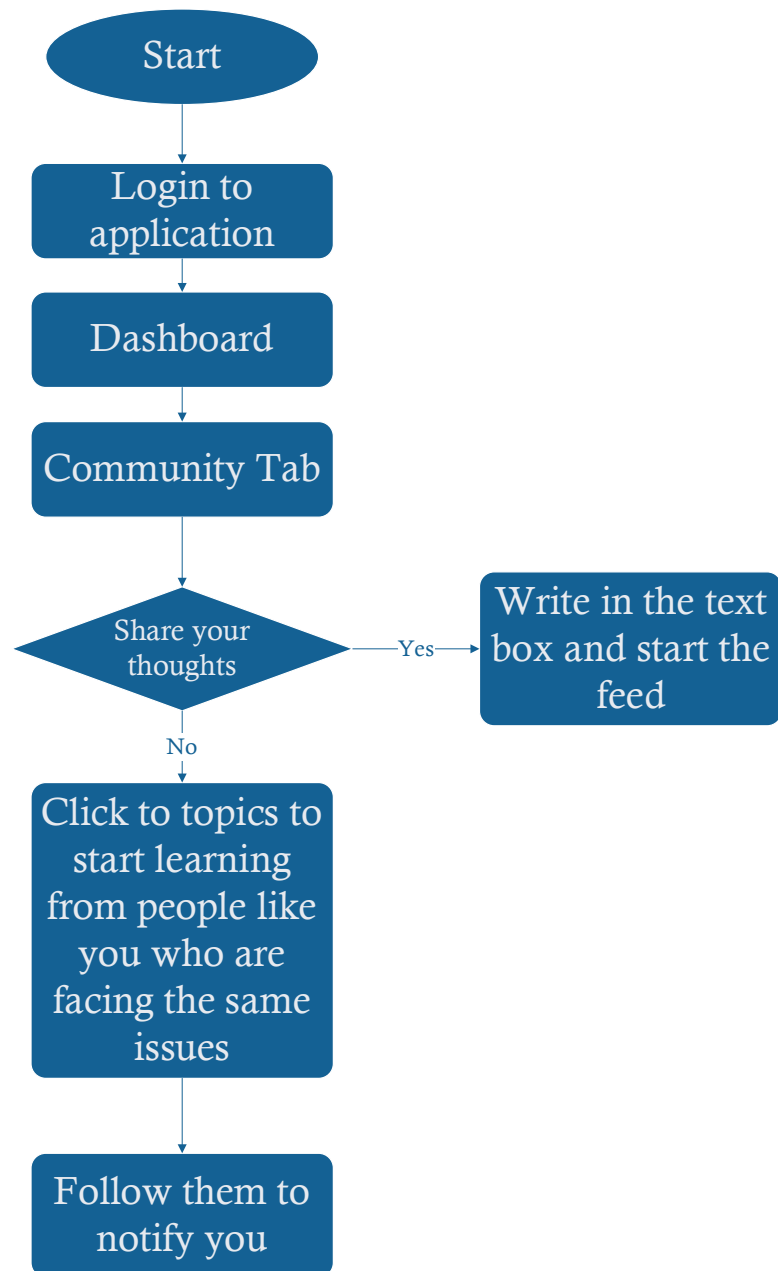 Start
Login to
application
Dashboard
Community Tab
Share your
thoughts
Yes
Write in the text
box and start the
feed
No
Click to topics to
start learning
from people like
you who are
facing the same
issues
Follow them to
notify you